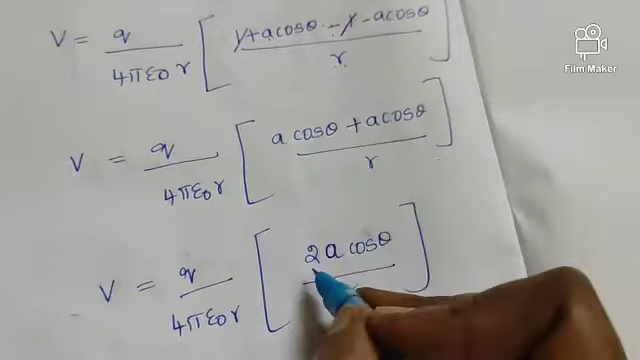 V = q / 4πε₀r [ r + a cosθ - r - a cosθ / r ]
Film Maker
V = q / 4πε₀r [ a cosθ + a cosθ / r ]
V = q / 4πε₀r [ 2a cosθ / ]